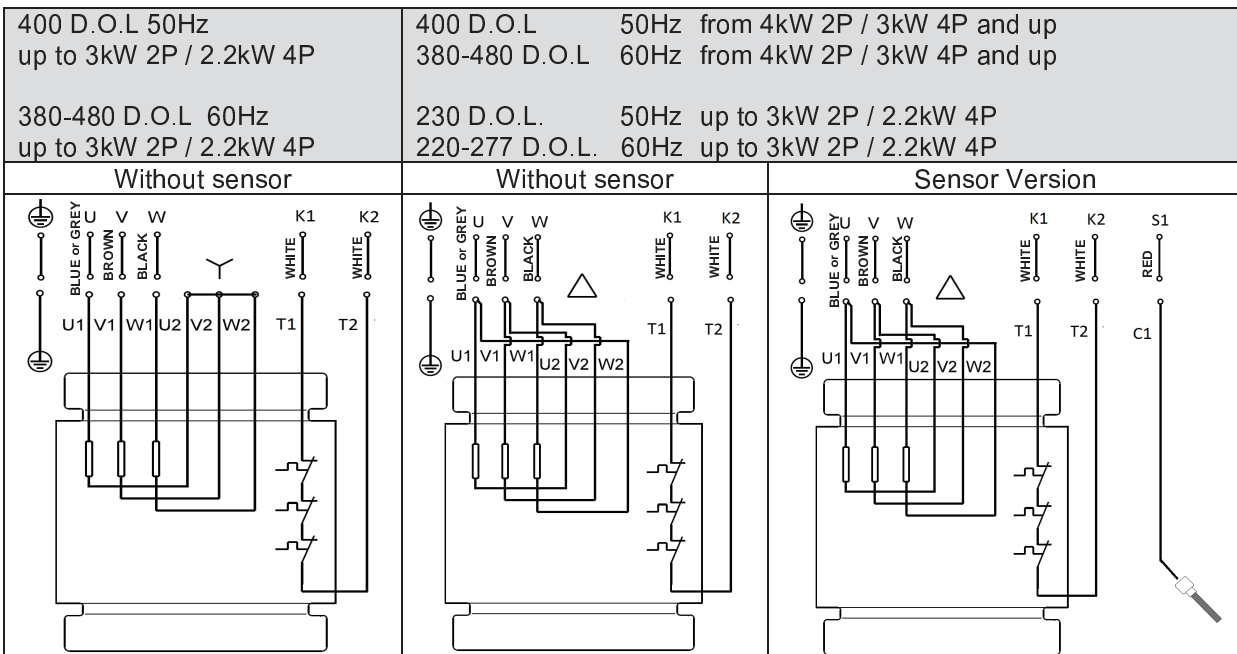 400 D.O.L 50Hz
up to 3kW 2P / 2.2kW 4P
380-480 D.O.L 60Hz
up to 3kW 2P / 2.2kW 4P
400 D.O.L 50Hz from 4kW 2P / 3kW 4P and up
380-480 D.O.L 60Hz from 4kW 2P / 3kW 4P and up
230 D.O.L. 50Hz up to 3kW 2P / 2.2kW 4P
220-277 D.O.L. 60Hz up to 3kW 2P / 2.2kW 4P
Without sensor
U V W K1 K2
BLUE or GREY BROWN BLACK WHITE WHITE
U1 V1 W1 U2 V2 W2 T1 T2
Without sensor
U V W K1 K2
BLUE or GREY BROWN BLACK WHITE WHITE
T1 T2
U1 V1 W1 U2 V2 W2
Sensor Version
U V W K1 K2 S1
BLUE or GREY BROWN BLACK WHITE WHITE RED
T1 T2 C1
U1 V1 W1 U2 V2 W2